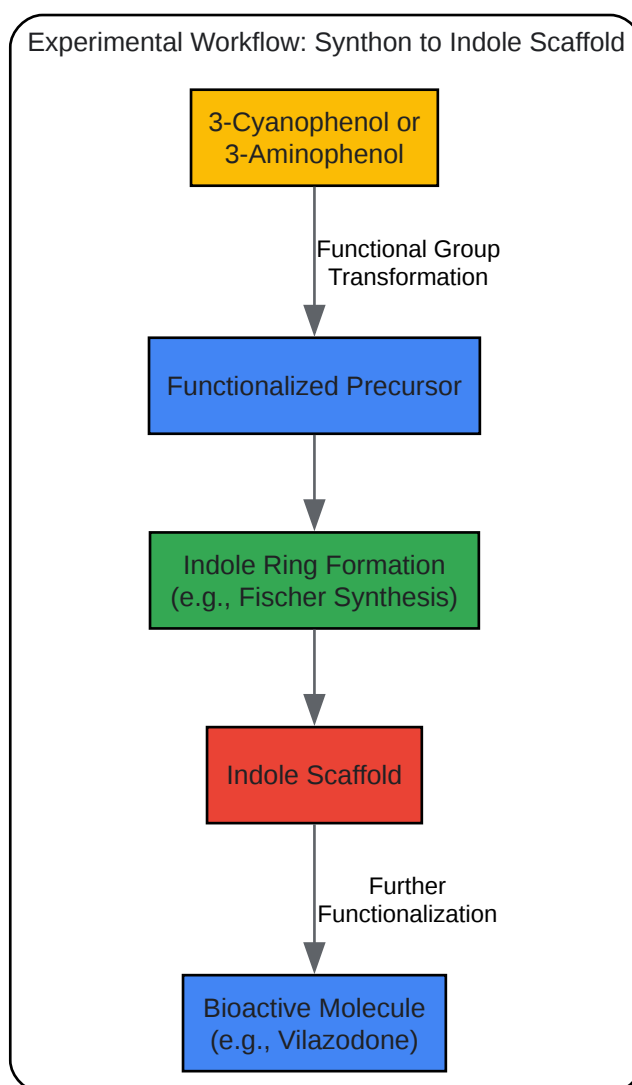 Experimental Workflow: Synthon to Indole Scaffold
3-Cyanophenol or
3-Aminophenol
Functional Group
Transformation
Functionalized Precursor
Indole Ring Formation
(e.g., Fischer Synthesis)
Indole Scaffold
Further
Functionalization
Bioactive Molecule
(e.g., Vilazodone)